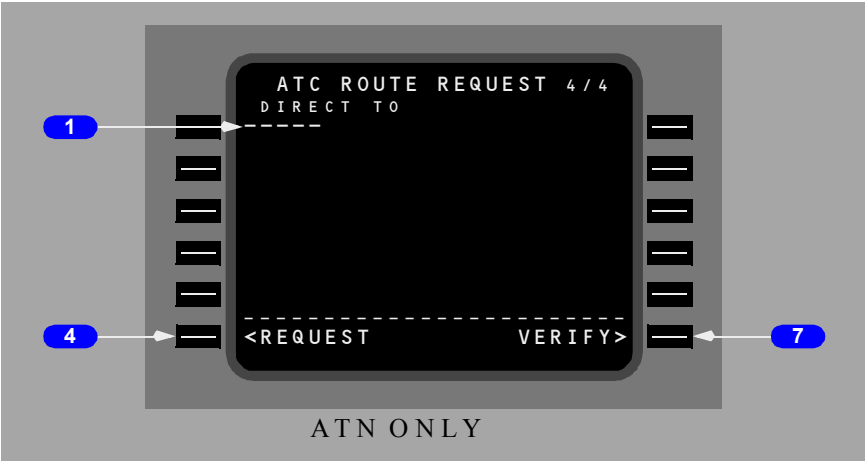 ATC ROUTE REQUEST 4/4
DIRECT TO
1 -----
----------------------
4 <REQUEST VERIFY> 7
ATN ONLY